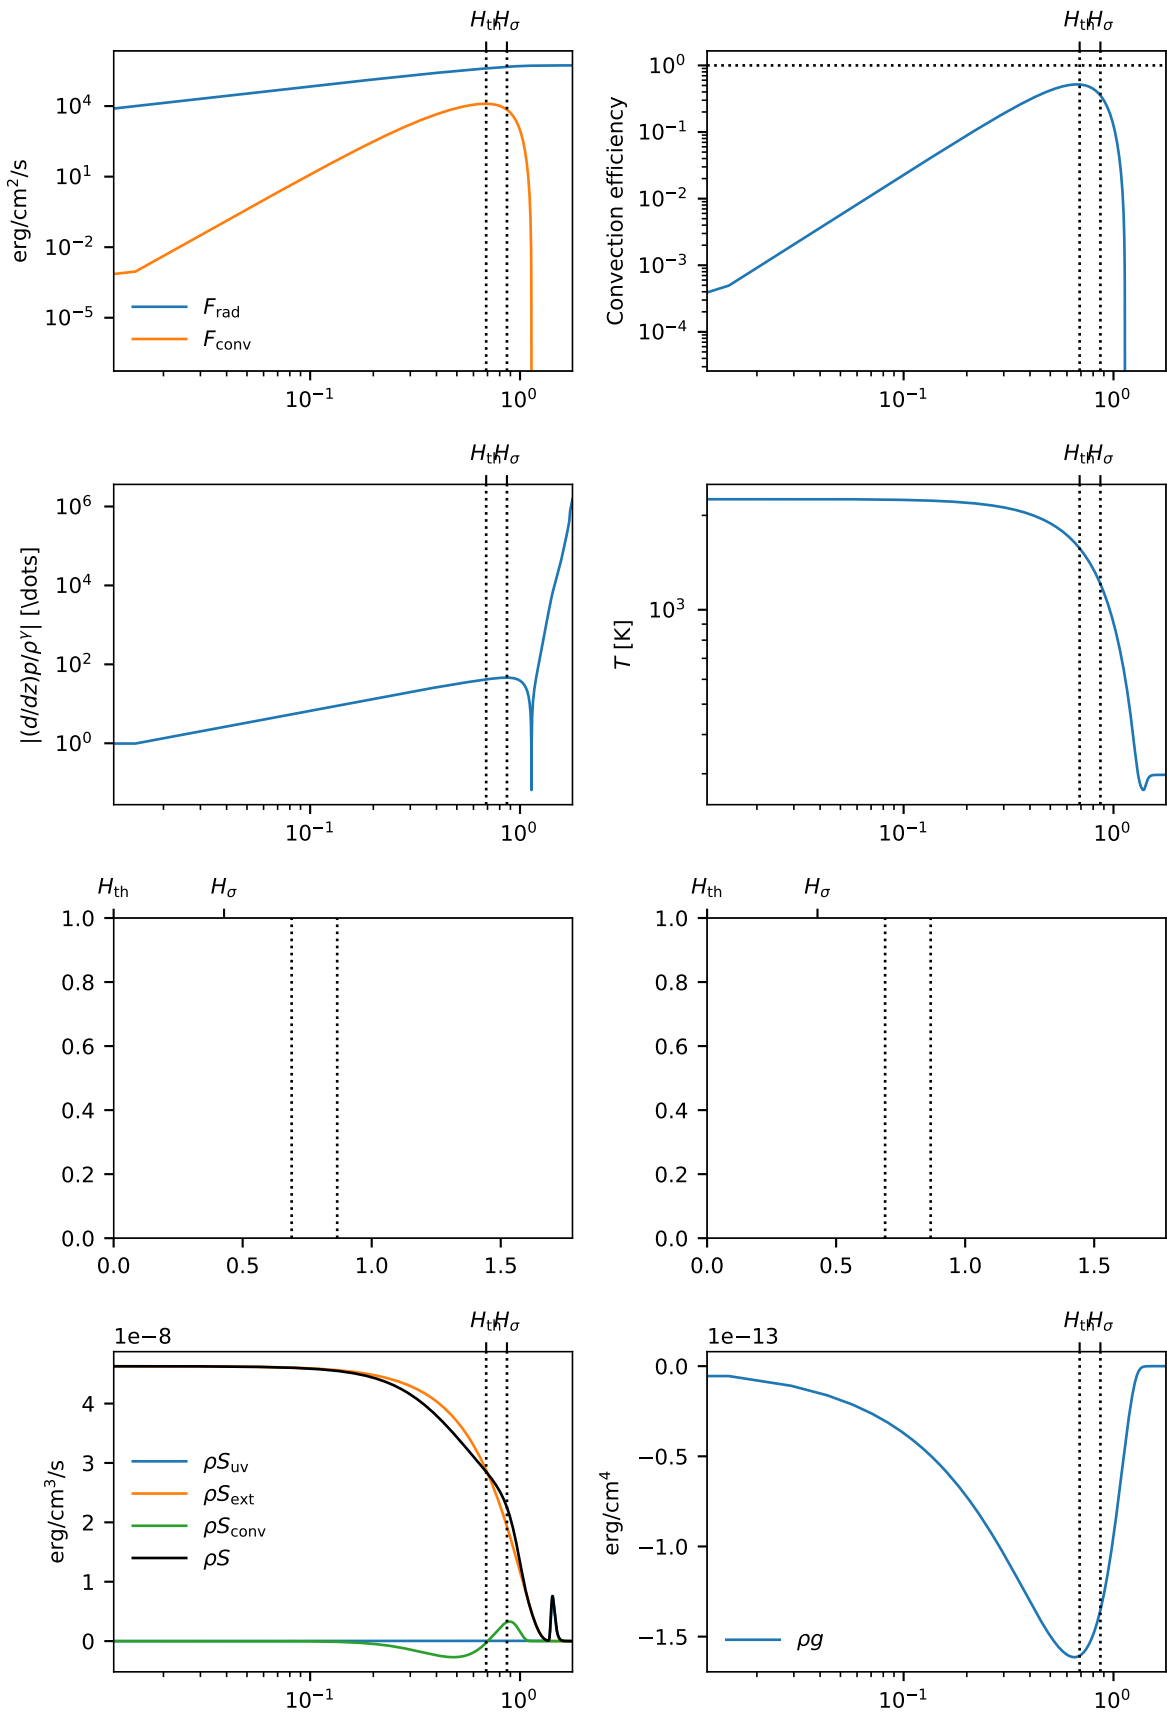 H_th H_σ
H_th H_σ
erg/cm²/s
10⁴
10¹
10⁻²
10⁻⁵
F_rad
F_conv
10⁻¹ 10⁰
Convection efficiency
10⁰
10⁻¹
10⁻²
10⁻³
10⁻⁴
10⁻¹ 10⁰
H_th H_σ
H_th H_σ
|(d/dz)p/ρ^γ| [\dots]
10⁶
10⁴
10²
10⁰
10⁻¹ 10⁰
T [K]
10³
10⁻¹ 10⁰
H_th H_σ
H_th H_σ
1.0
0.8
0.6
0.4
0.2
0.0
0.0 0.5 1.0 1.5
1.0
0.8
0.6
0.4
0.2
0.0
0.0 0.5 1.0 1.5
H_th H_σ
H_th H_σ
1e−8
erg/cm³/s
4
3
2
1
0
ρS_uv
ρS_ext
ρS_conv
ρS
10⁻¹ 10⁰
1e−13
erg/cm⁴
0.0
−0.5
−1.0
−1.5
ρg
10⁻¹ 10⁰